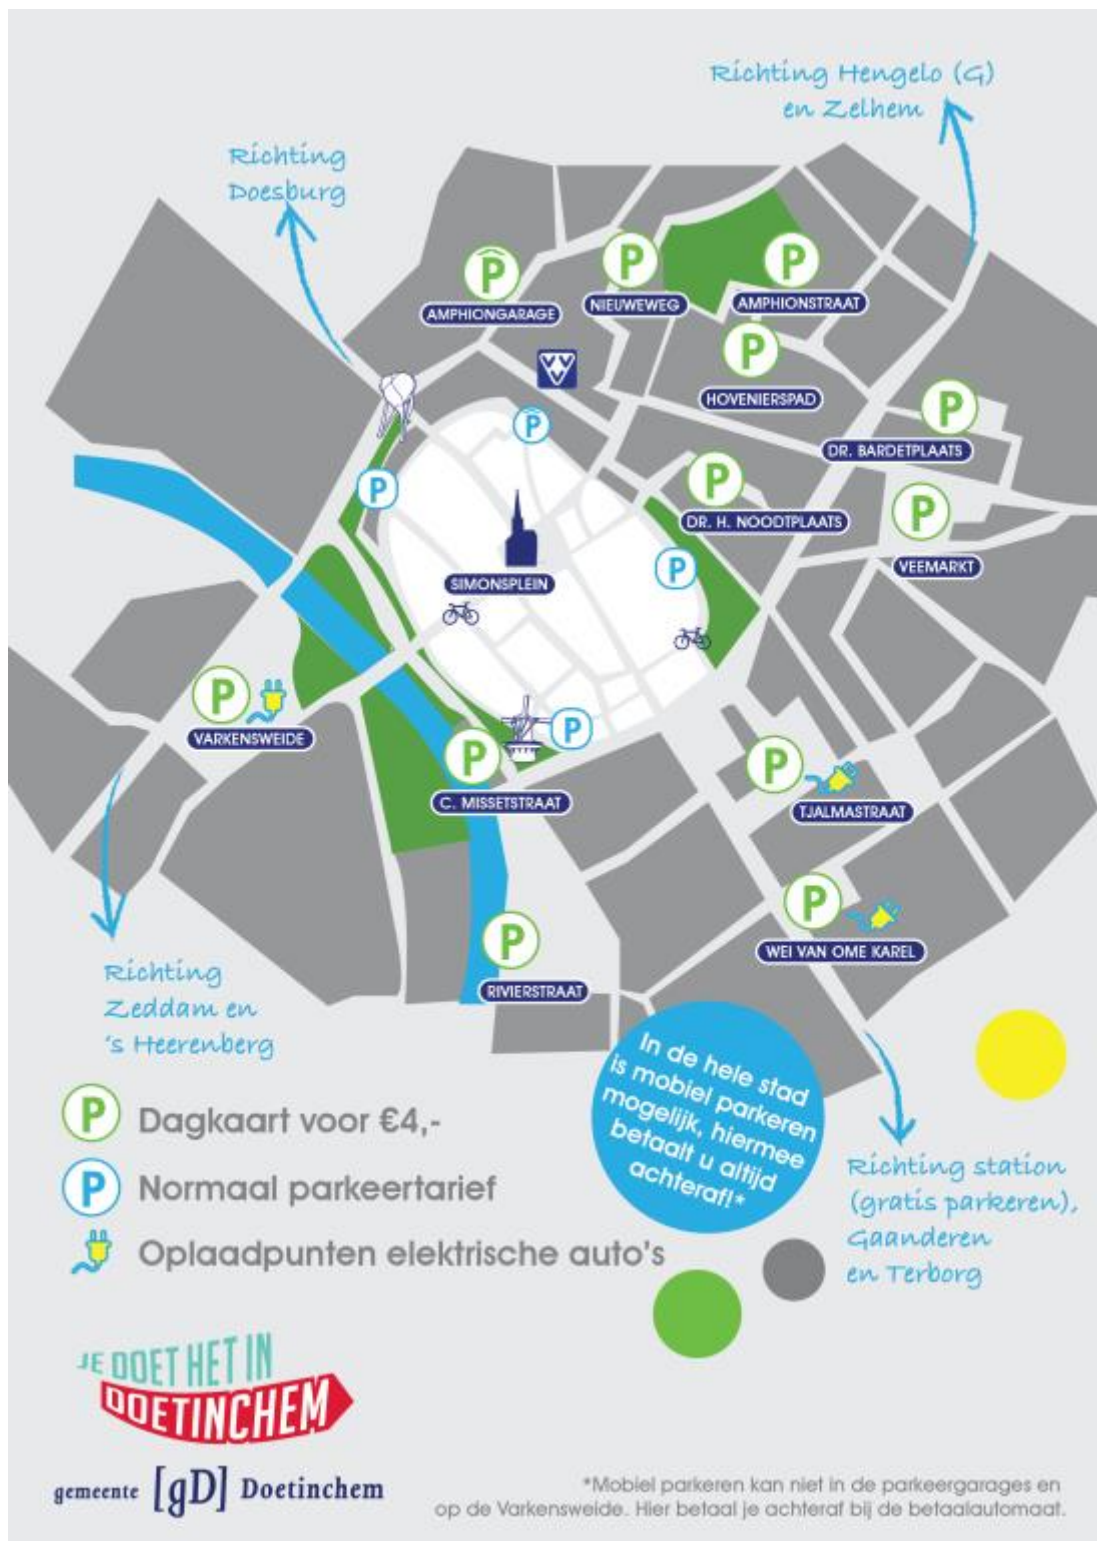 Richting Hengelo (G)
en Zelhem
Richting
Doesburg
P
P
P
AMPHIONGARAGE
NIEUWEWEG
AMPHIONSTRAAT
P
HOVENIERSPAD
P
P
DR. BARDETPLAATS
P
P
DR. H. NOODTPLAATS
P
VEEMARKT
P
SIMONSPLEIN
P
VARKENSWEIDE
P
P
C. MISSETSTRAAT
P
TJALMASTRAAT
P
WEI VAN OME KAREL
P
RIVIERSTRAAT
Richting
Zeddam en
's Heerenberg
In de hele stad
is mobiel parkeren
mogelijk, hiermee
betaalt u altijd
achteraf!*
Richting station
(gratis parkeren),
Gaanderen
en Terborg
P Dagkaart voor €4,-
P Normaal parkeertarief
Oplaadpunten elektrische auto's
JE DOET HET IN
DOETINCHEM
gemeente [gD] Doetinchem
*Mobiel parkeren kan niet in de parkeergarages en
op de Varkensweide. Hier betaal je achteraf bij de betaalautomaat.